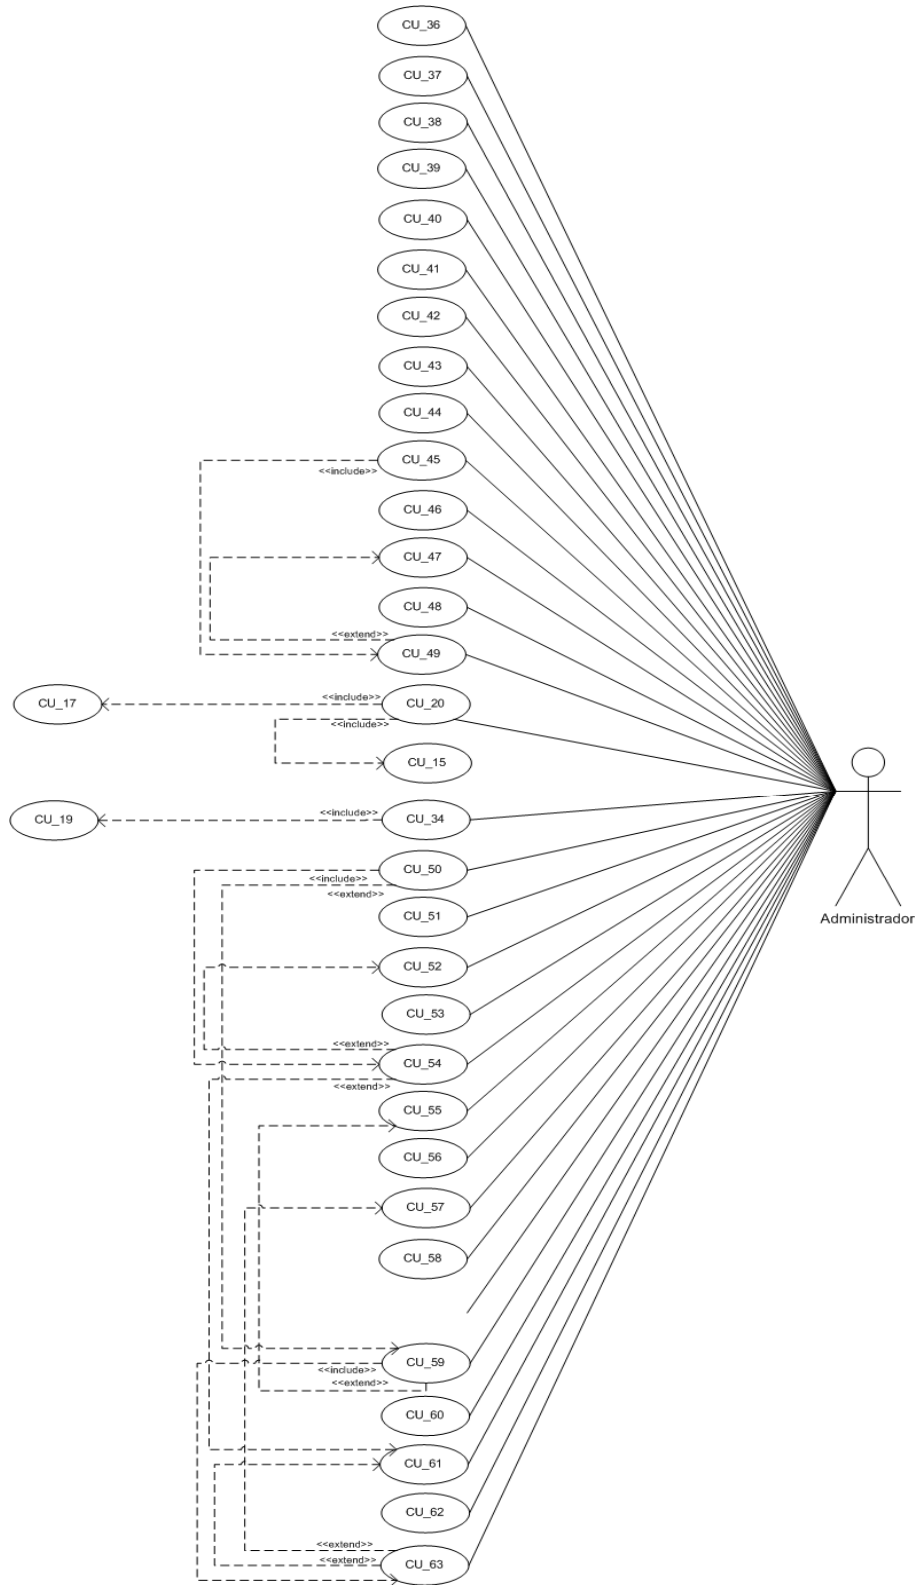 CU_36
CU_37
CU_38
CU_39
CU_40
CU_41
CU_42
CU_43
CU_44
CU_45
<<include>>
CU_46
CU_47
CU_48
<<extend>>
CU_49
CU_17
<<include>>
CU_20
<<include>>
CU_15
CU_19
<<include>>
CU_34
CU_50
<<include>>
<<extend>>
CU_51
Administrador
CU_52
CU_53
<<extend>>
CU_54
<<extend>>
CU_55
CU_56
CU_57
CU_58
CU_59
<<include>>
<<extend>>
CU_60
CU_61
CU_62
<<extend>>
<<extend>>
CU_63